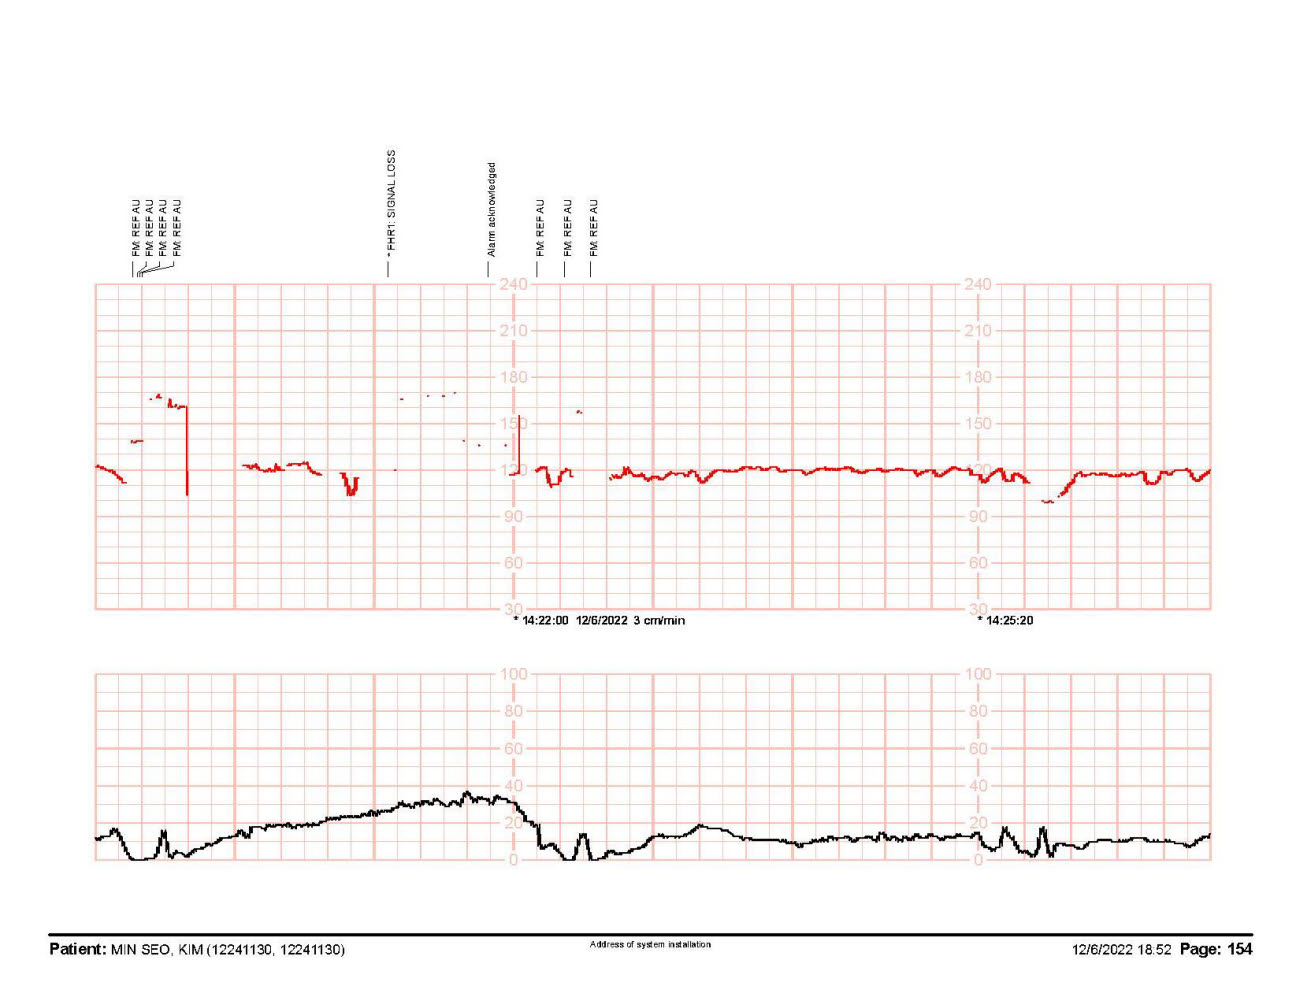 FM: REF AU
FM: REF AU
FM: REF AU
FM: REF AU
* FHR1: SIGNAL LOSS
Alarm acknowledged
FM: REF AU
FM: REF AU
FM: REF AU
240 240
210 210
180 180
150 150
120 120
90 90
60 60
30 30
* 14:22:00 12/6/2022 3 cm/min * 14:25:20
100 100
80 80
60 60
40 40
20 20
0 0
Patient: MIN SEO, KIM (12241130, 12241130) Address of system installation 12/6/2022 18:52 Page: 154